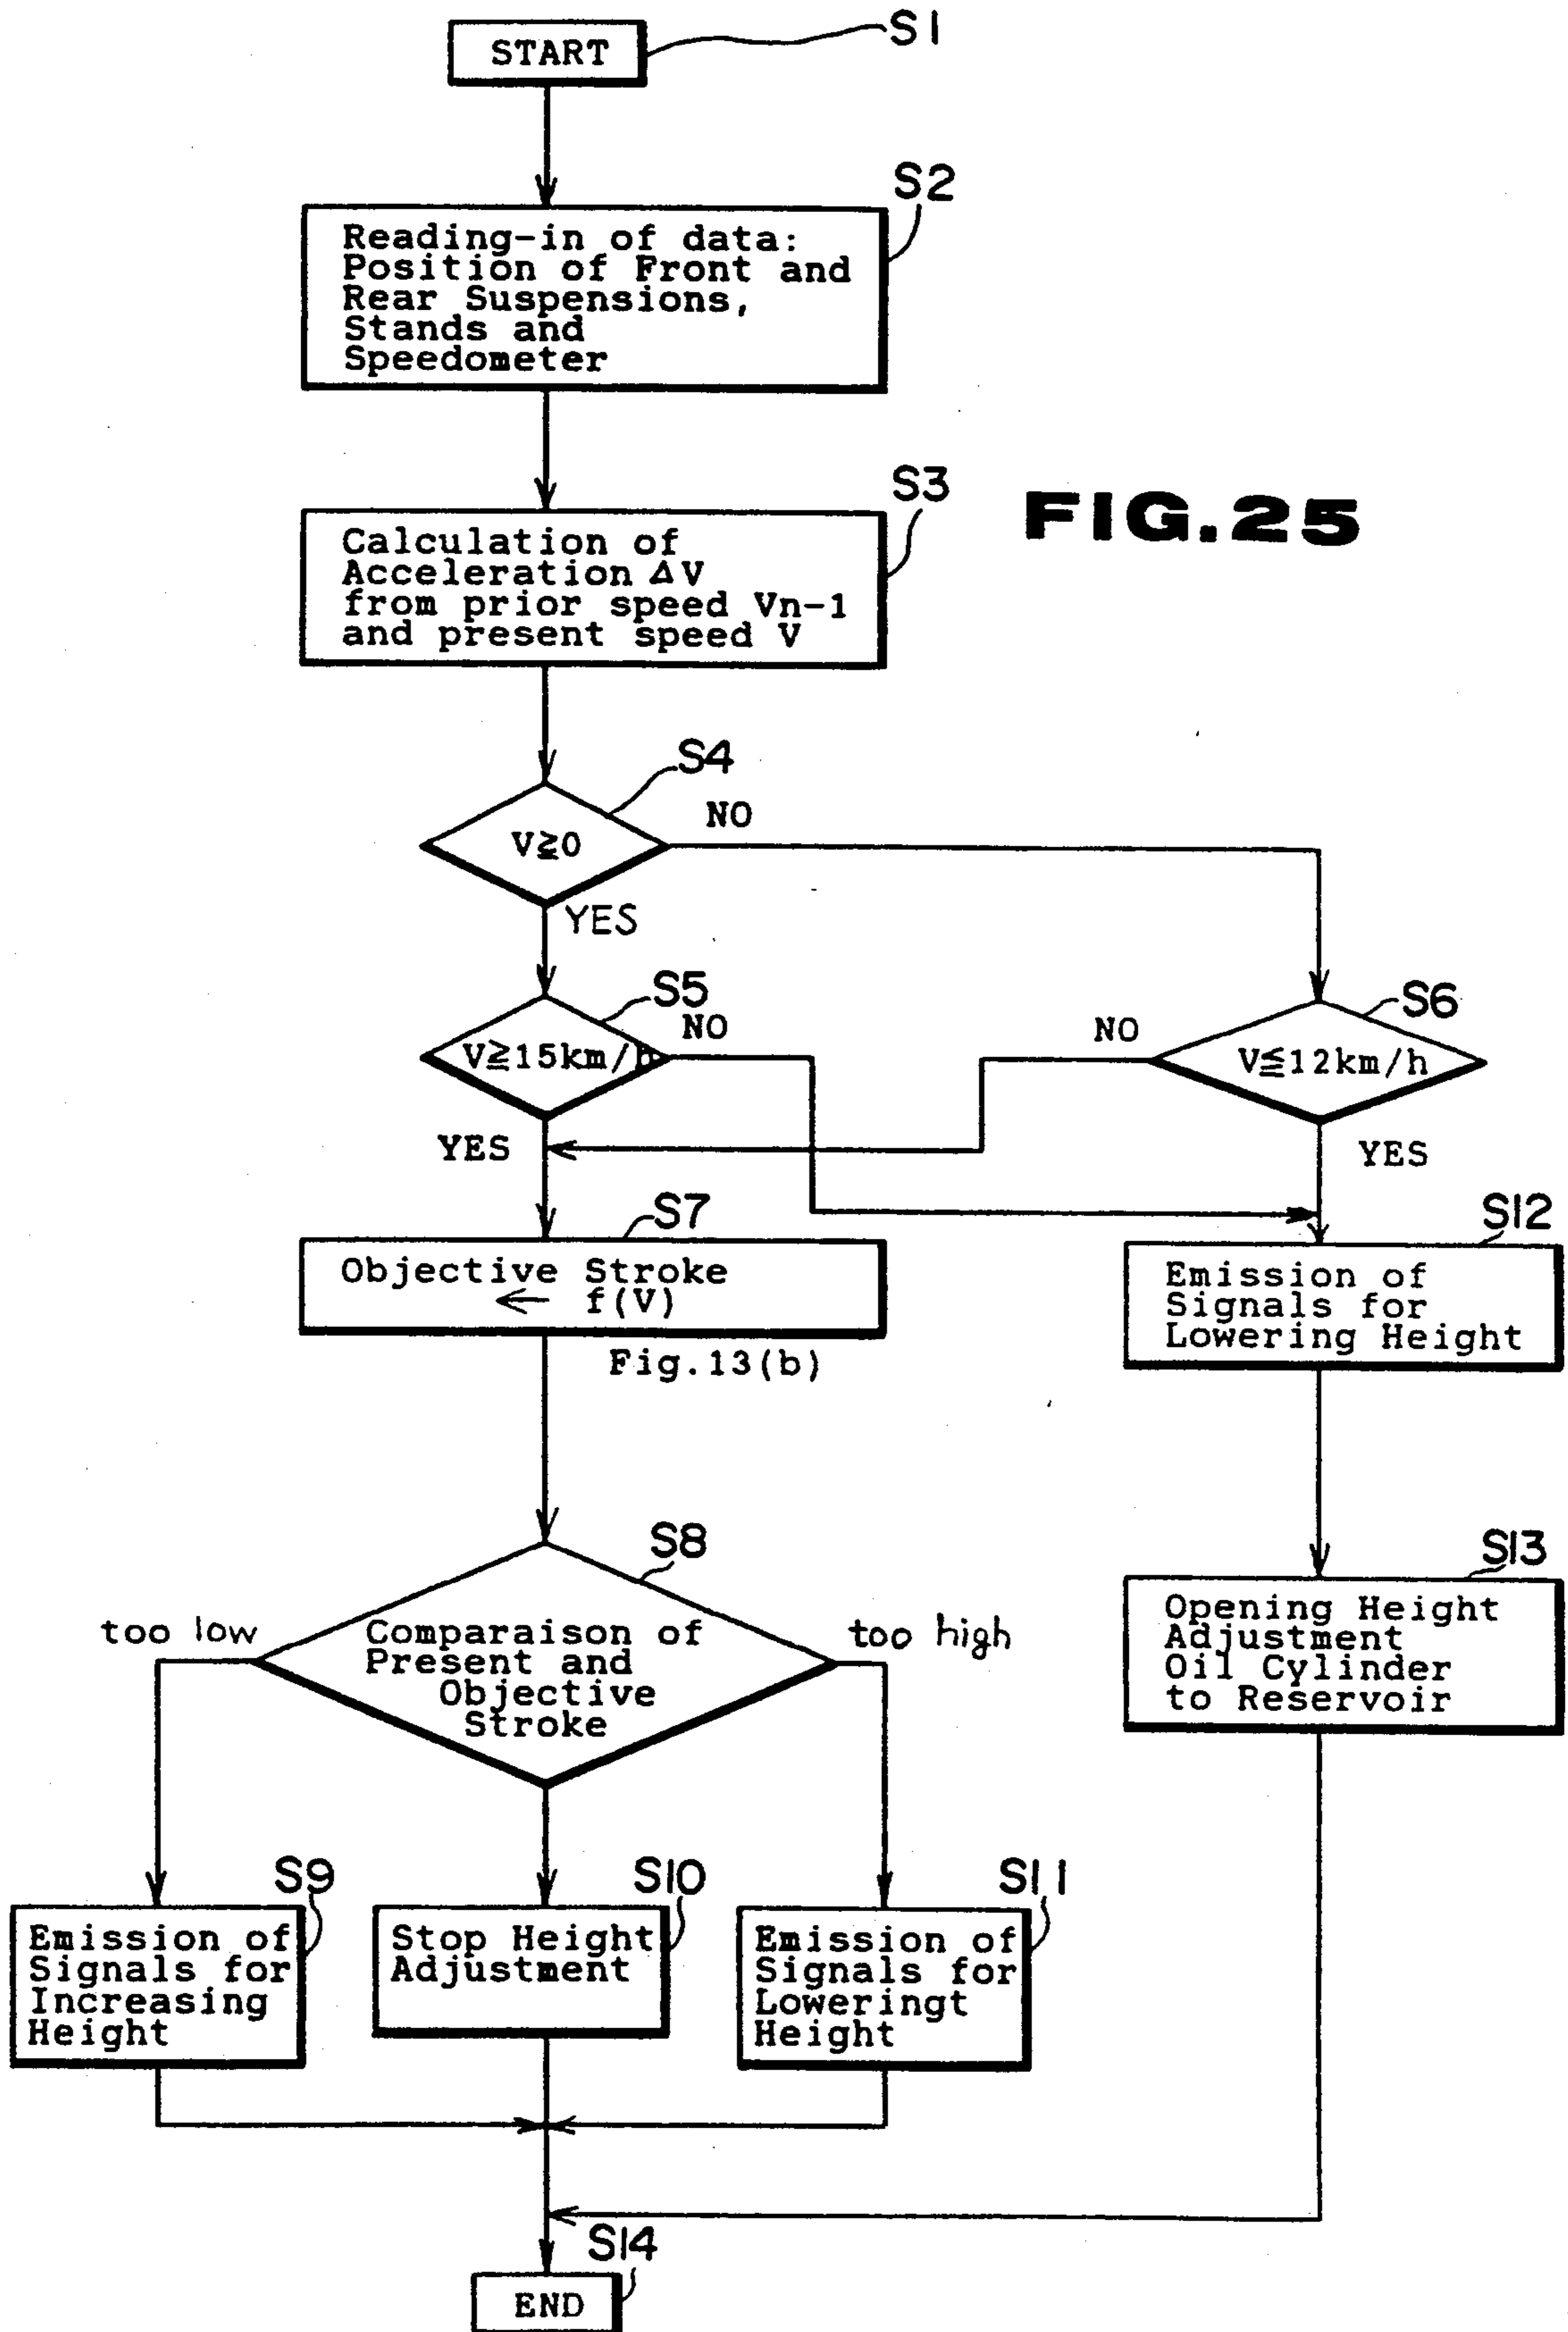 START
S1
S2
Reading-in of data:
Position of Front and
Rear Suspensions,
Stands and
Speedometer
S3
FIG.25
Calculation of
Acceleration ΔV
from prior speed Vn-1
and present speed V
S4
V≧0
NO
YES
S5
V≧15km/h
NO
YES
S6
V≦12km/h
NO
YES
S7
Objective Stroke
← f(V)
Fig.13(b)
S12
Emission of
Signals for
Lowering Height
S8
too low
Comparaison of
Present and
Objective
Stroke
too high
S13
Opening Height
Adjustment
Oil Cylinder
to Reservoir
S9
Emission of
Signals for
Increasing
Height
S10
Stop Height
Adjustment
S11
Emission of
Signals for
Loweringt
Height
S14
END